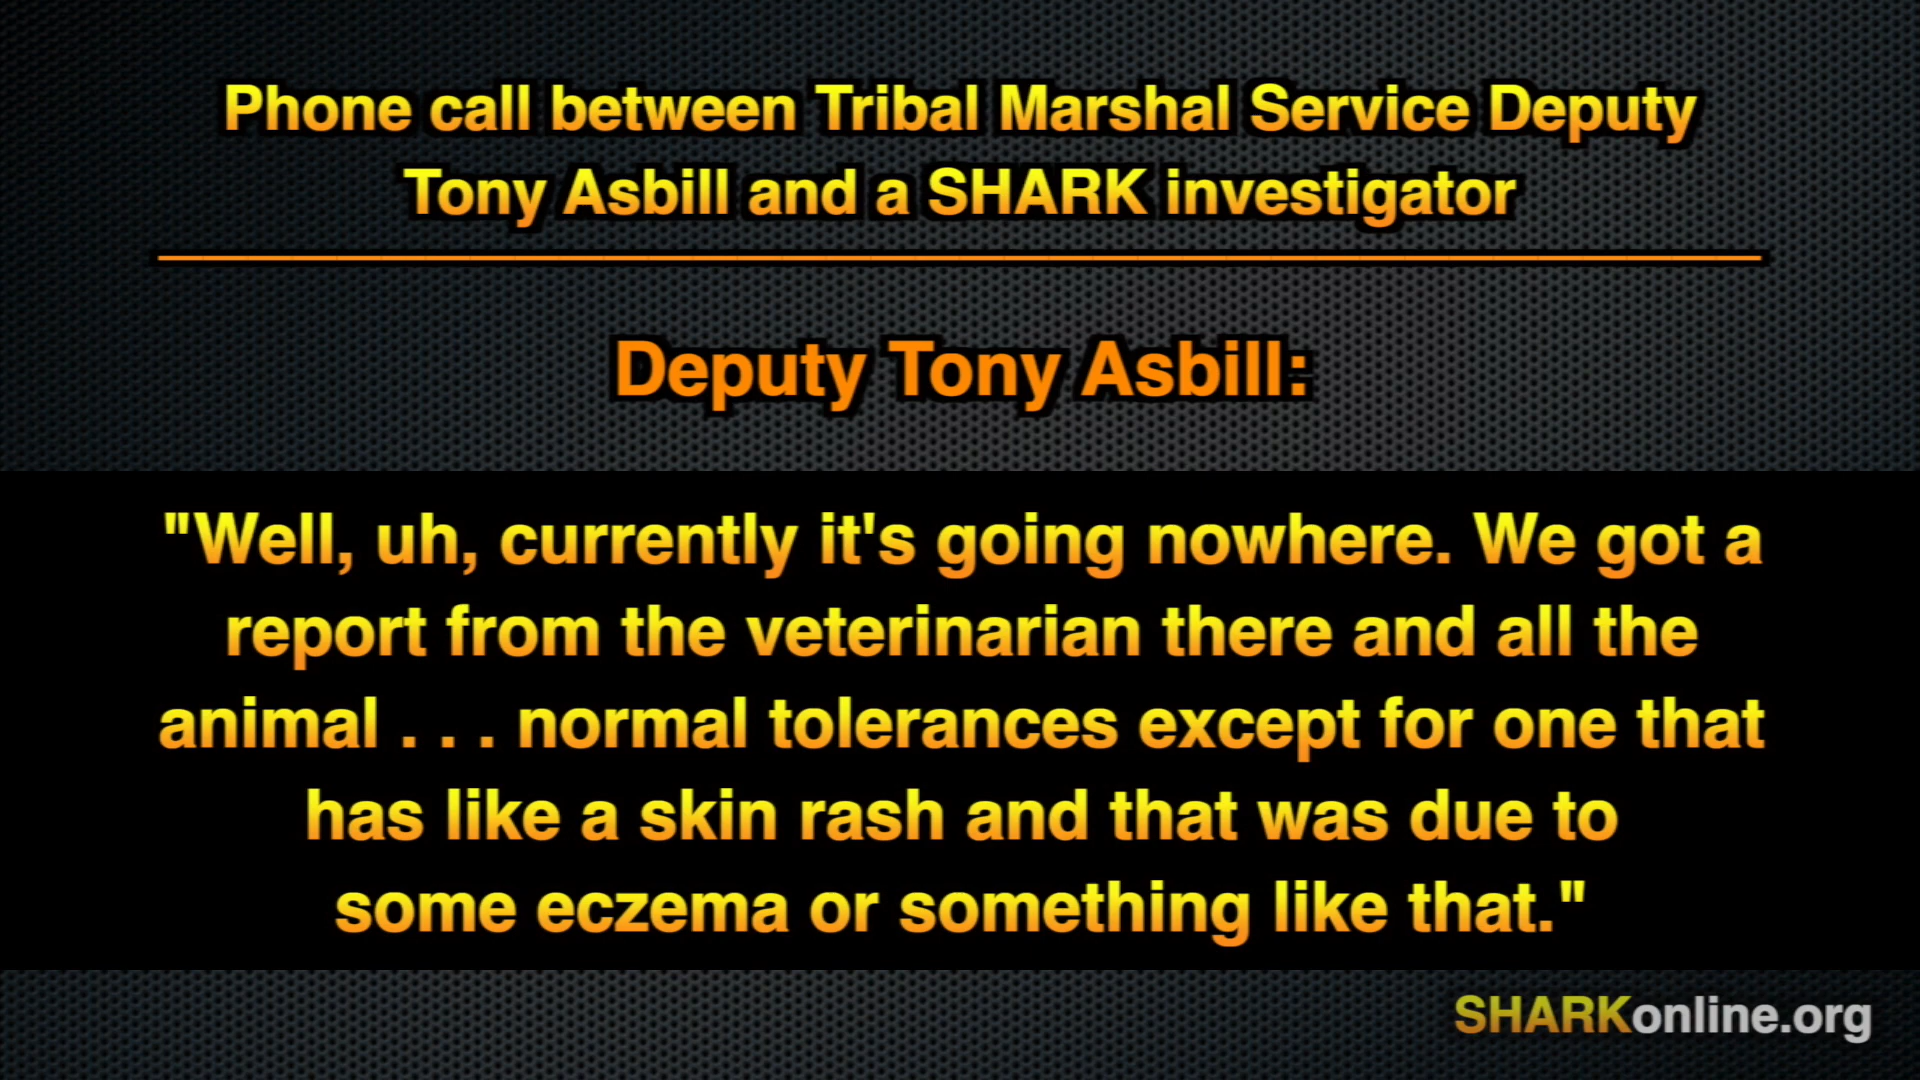 Phone call between Tribal Marshal Service Deputy
Tony Asbill and a SHARK investigator
Deputy Tony Asbill:
"Well, uh, currently it's going nowhere. We got a
report from the veterinarian there and all the
animal . . . normal tolerances except for one that
has like a skin rash and that was due to
some eczema or something like that."
SHARKonline.org